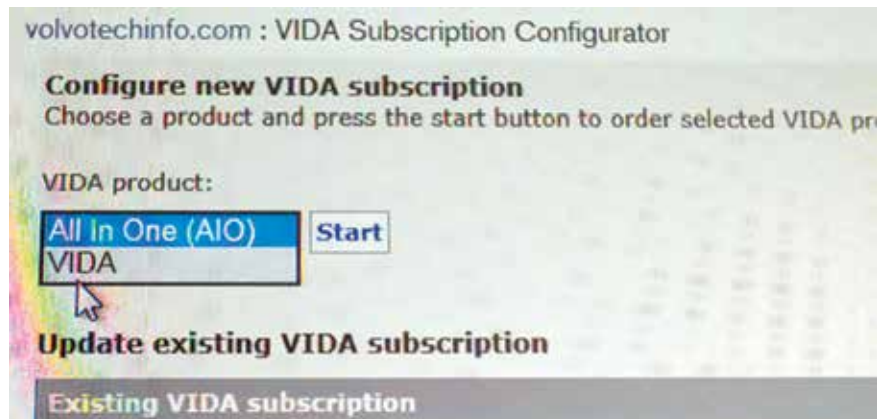 volvotechinfo.com : VIDA Subscription Configurator
Configure new VIDA subscription
Choose a product and press the start button to order selected VIDA
VIDA product:
All In One (AIO) Start
VIDA
Update existing VIDA subscription
Existing VIDA subscription